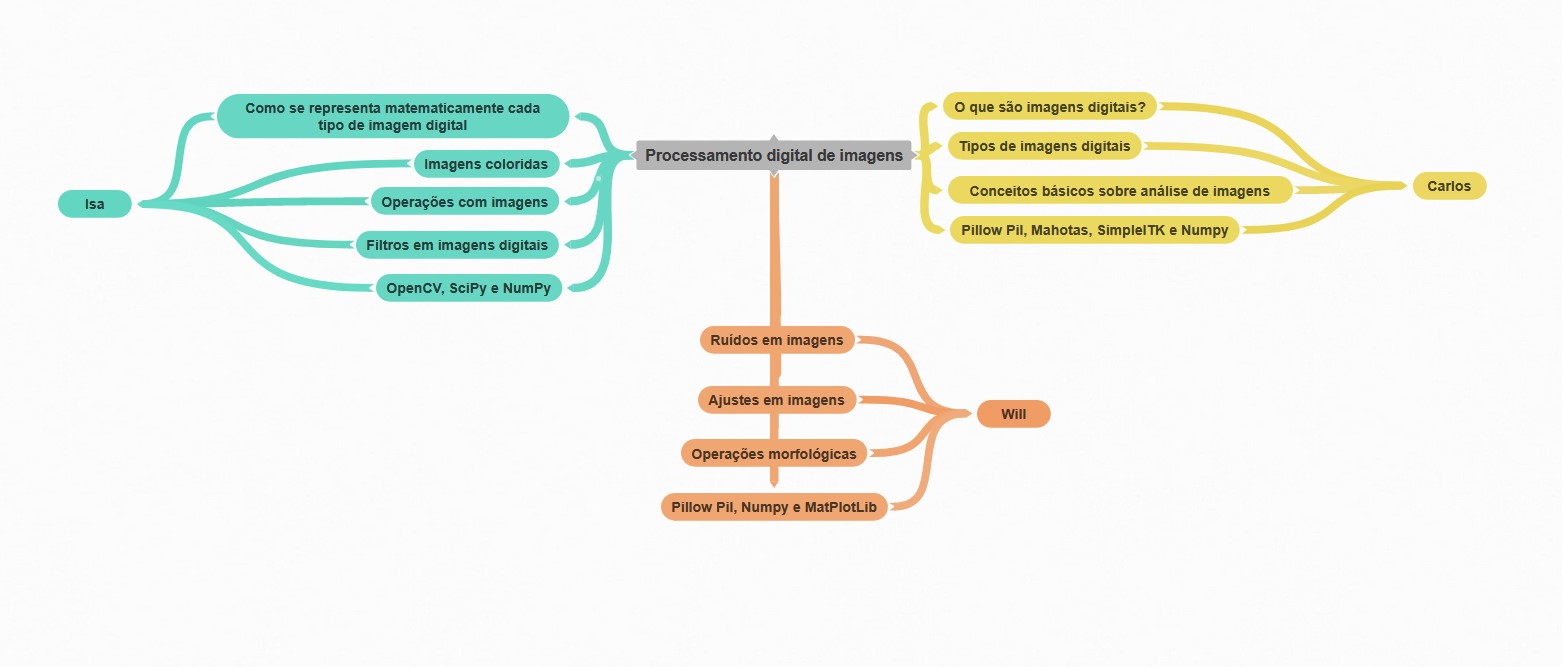 Processamento digital de imagens
Como se representa matematicamente cada
tipo de imagem digital
Imagens coloridas
Operações com imagens
Filtros em imagens digitais
OpenCV, SciPy e NumPy
Isa
O que são imagens digitais?
Tipos de imagens digitais
Conceitos básicos sobre análise de imagens
Pillow Pil, Mahotas, SimpleITK e Numpy
Carlos
Ruídos em imagens
Ajustes em imagens
Operações morfológicas
Pillow Pil, Numpy e MatPlotLib
Will